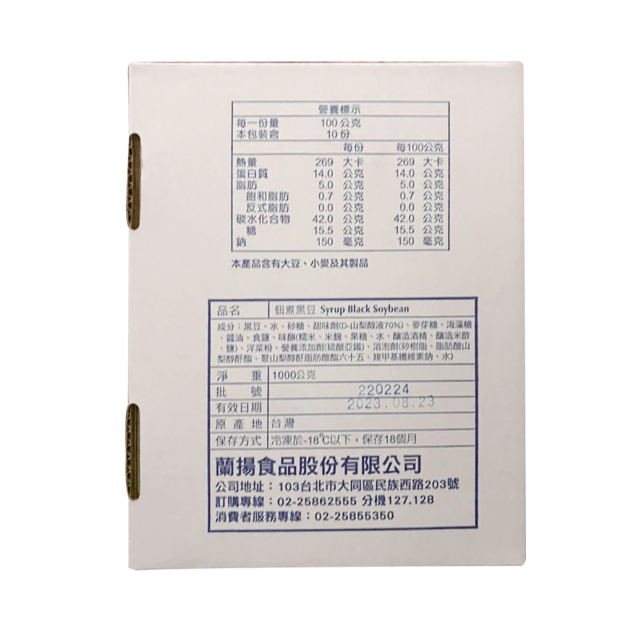 營養標示
每一份量 100 公克
本包裝含 10 份
每份 每100公克
熱量 269 大卡 269 大卡
蛋白質 14.0 公克 14.0 公克
脂肪 5.0 公克 5.0 公克
飽和脂肪 0.7 公克 0.7 公克
反式脂肪 0.0 公克 0.0 公克
碳水化合物 42.0 公克 42.0 公克
糖 15.5 公克 15.5 公克
鈉 150 毫克 150 毫克
本產品含有大豆、小麥及其製品
品名 佃煮黑豆 Syrup Black Soybean
成分：黑豆、水、砂糖、甜味劑(D-山梨醇液70%)、麥芽糖、海藻糖
、醬油、食鹽、味醂(糯米、米麴、果糖、水、釀造酒精、釀造米醋
、鹽)、洋菜粉、營養添加劑(硫酸亞鐵)、消泡劑(矽樹脂、脂肪酸山
梨醇酐酯、聚山梨醇酐脂肪酸酯六十五、羧甲基纖維素鈉、水)
淨重 1000公克
批號 220224
有效日期 2023.08.23
原產地 台灣
保存方式 冷凍於-18℃以下，保存18個月
蘭揚食品股份有限公司
公司地址：103台北市大同區民族西路203號
訂購專線：02-25862555 分機127,128
消費者服務專線：02-25855350